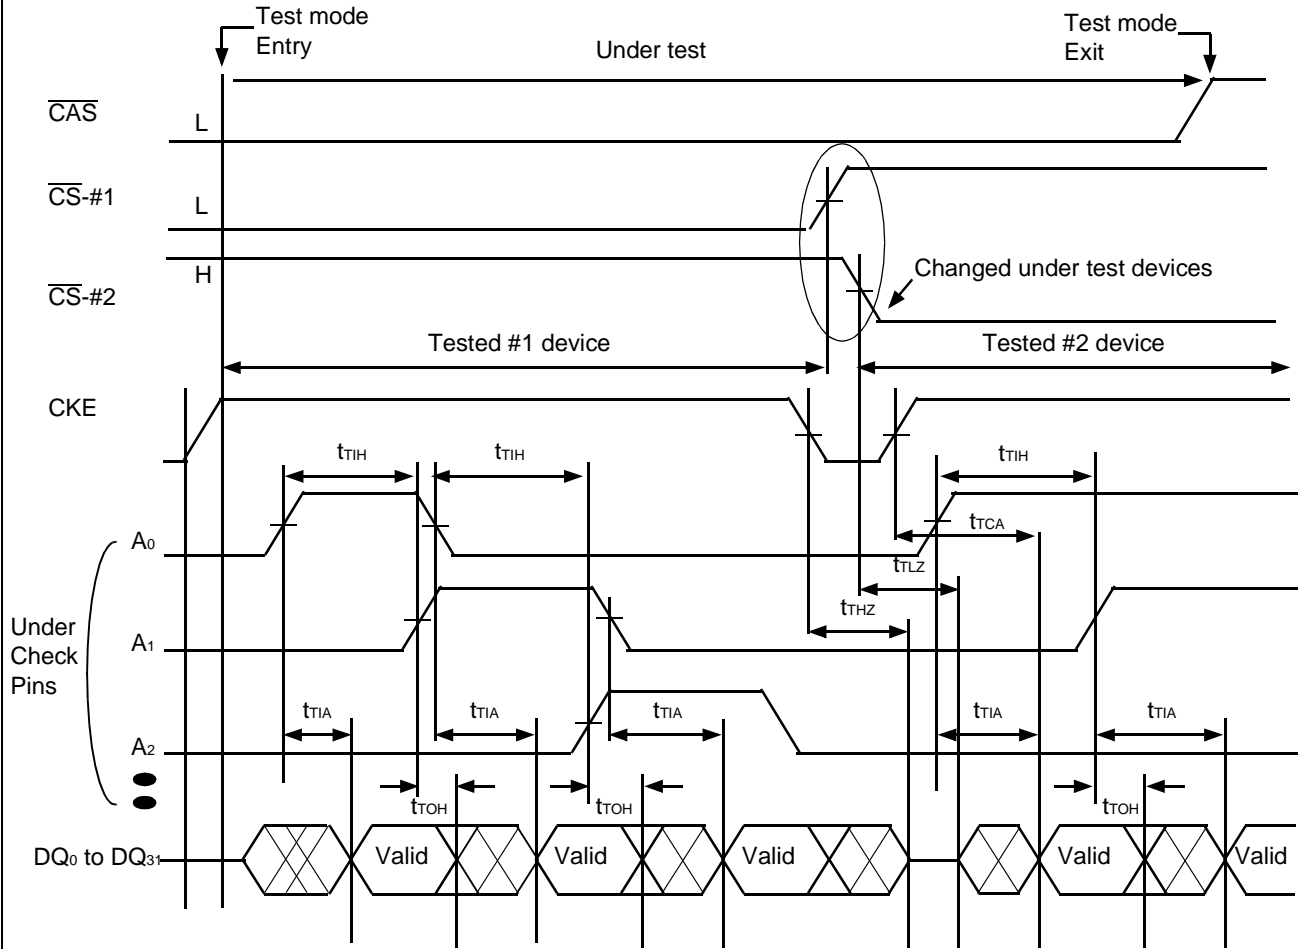 Test mode
Entry
Under test
Test mode
Exit
CAS
L
CS-#1
L
H
CS-#2
Changed under test devices
Tested #1 device
Tested #2 device
CKE
tTIH
tTIH
tTIH
tTCA
A0
tTLZ
tTHZ
Under
Check
Pins
A1
tTIA
tTIA
tTIA
tTIA
tTIA
A2
tTOH
tTOH
tTOH
DQ0 to DQ31
Valid
Valid
Valid
Valid
Valid